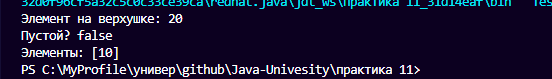 Элемент на верхушке: 20
Пустой? false
Элементы: [10]
PS C:\MyProfile\универ\github\Java-Univesity\практика 11>